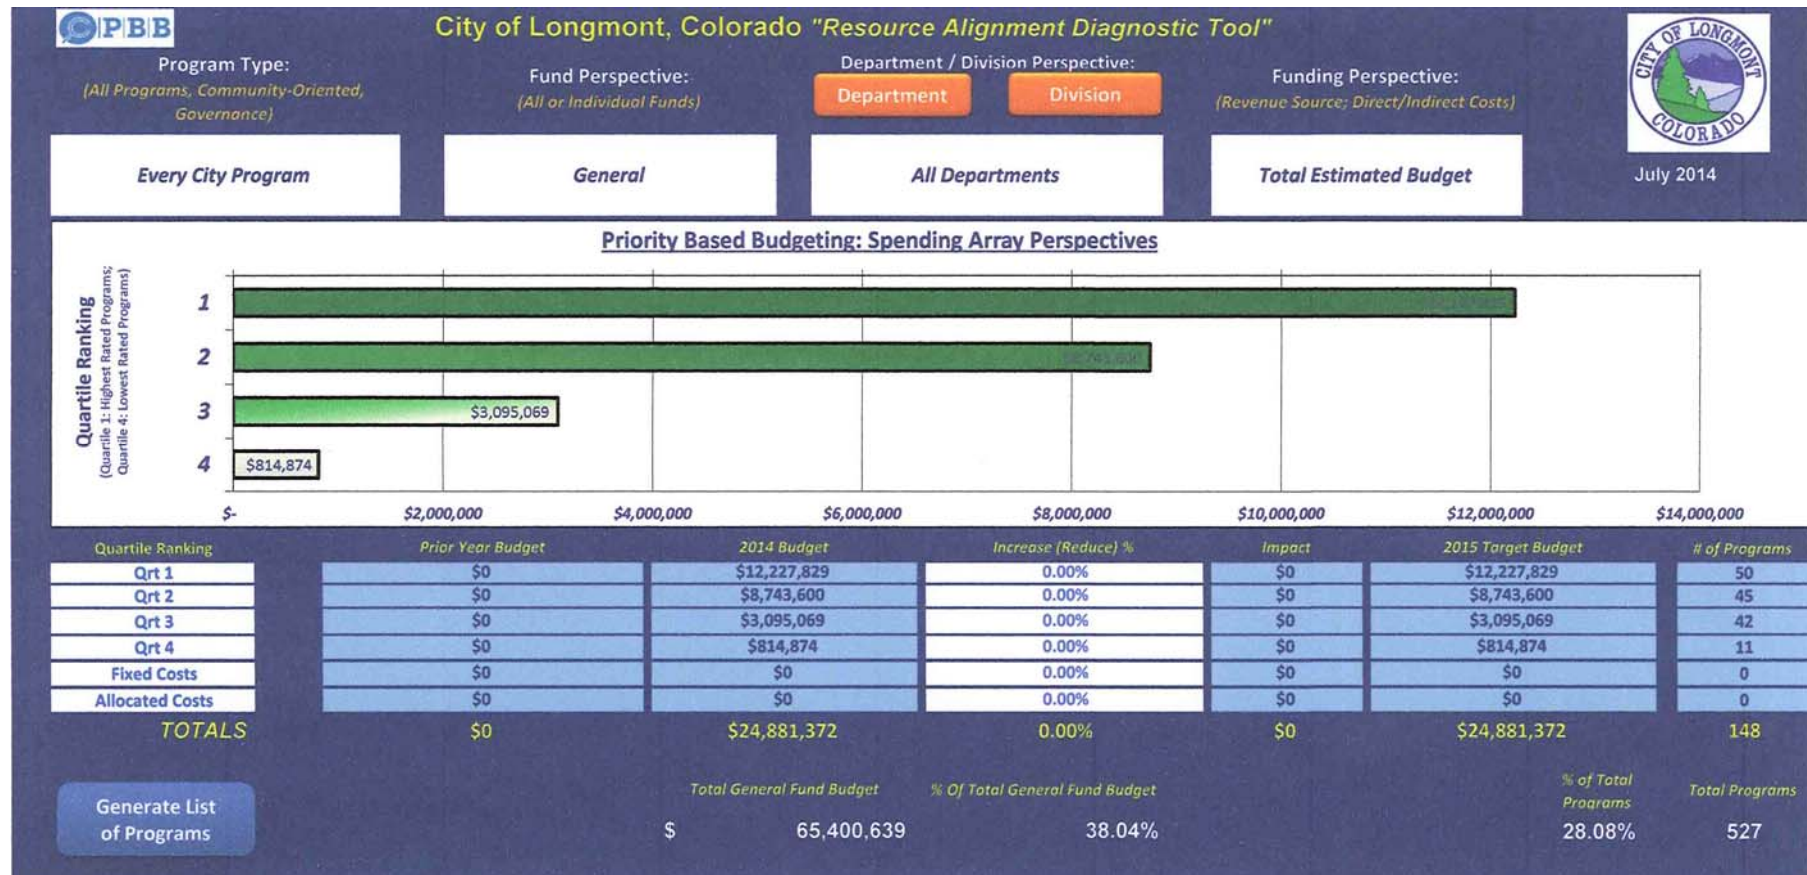 PBB
City of Longmont, Colorado "Resource Alignment Diagnostic Tool"
Program Type:
(All Programs, Community-Oriented,
Governance)
Fund Perspective:
(All or Individual Funds)
Department / Division Perspective:
Department Division
Funding Perspective:
(Revenue Source; Direct/Indirect Costs)
CITY OF LONGMONT
COLORADO
Every City Program General All Departments Total Estimated Budget July 2014
Priority Based Budgeting: Spending Array Perspectives
Quartile Ranking
(Quartile 1: Highest Rated Programs;
Quartile 4: Lowest Rated Programs)
1
2 $8,743,600
3 $3,095,069
4 $814,874
$- $2,000,000 $4,000,000 $6,000,000 $8,000,000 $10,000,000 $12,000,000 $14,000,000
Quartile Ranking Prior Year Budget 2014 Budget Increase (Reduce) % Impact 2015 Target Budget # of Programs
Qrt 1 $0 $12,227,829 0.00% $0 $12,227,829 50
Qrt 2 $0 $8,743,600 0.00% $0 $8,743,600 45
Qrt 3 $0 $3,095,069 0.00% $0 $3,095,069 42
Qrt 4 $0 $814,874 0.00% $0 $814,874 11
Fixed Costs $0 $0 0.00% $0 $0 0
Allocated Costs $0 $0 0.00% $0 $0 0
TOTALS $0 $24,881,372 0.00% $0 $24,881,372 148
Generate List
of Programs
Total General Fund Budget % Of Total General Fund Budget
$ 65,400,639 38.04%
% of Total
Programs
28.08%
Total Programs
527